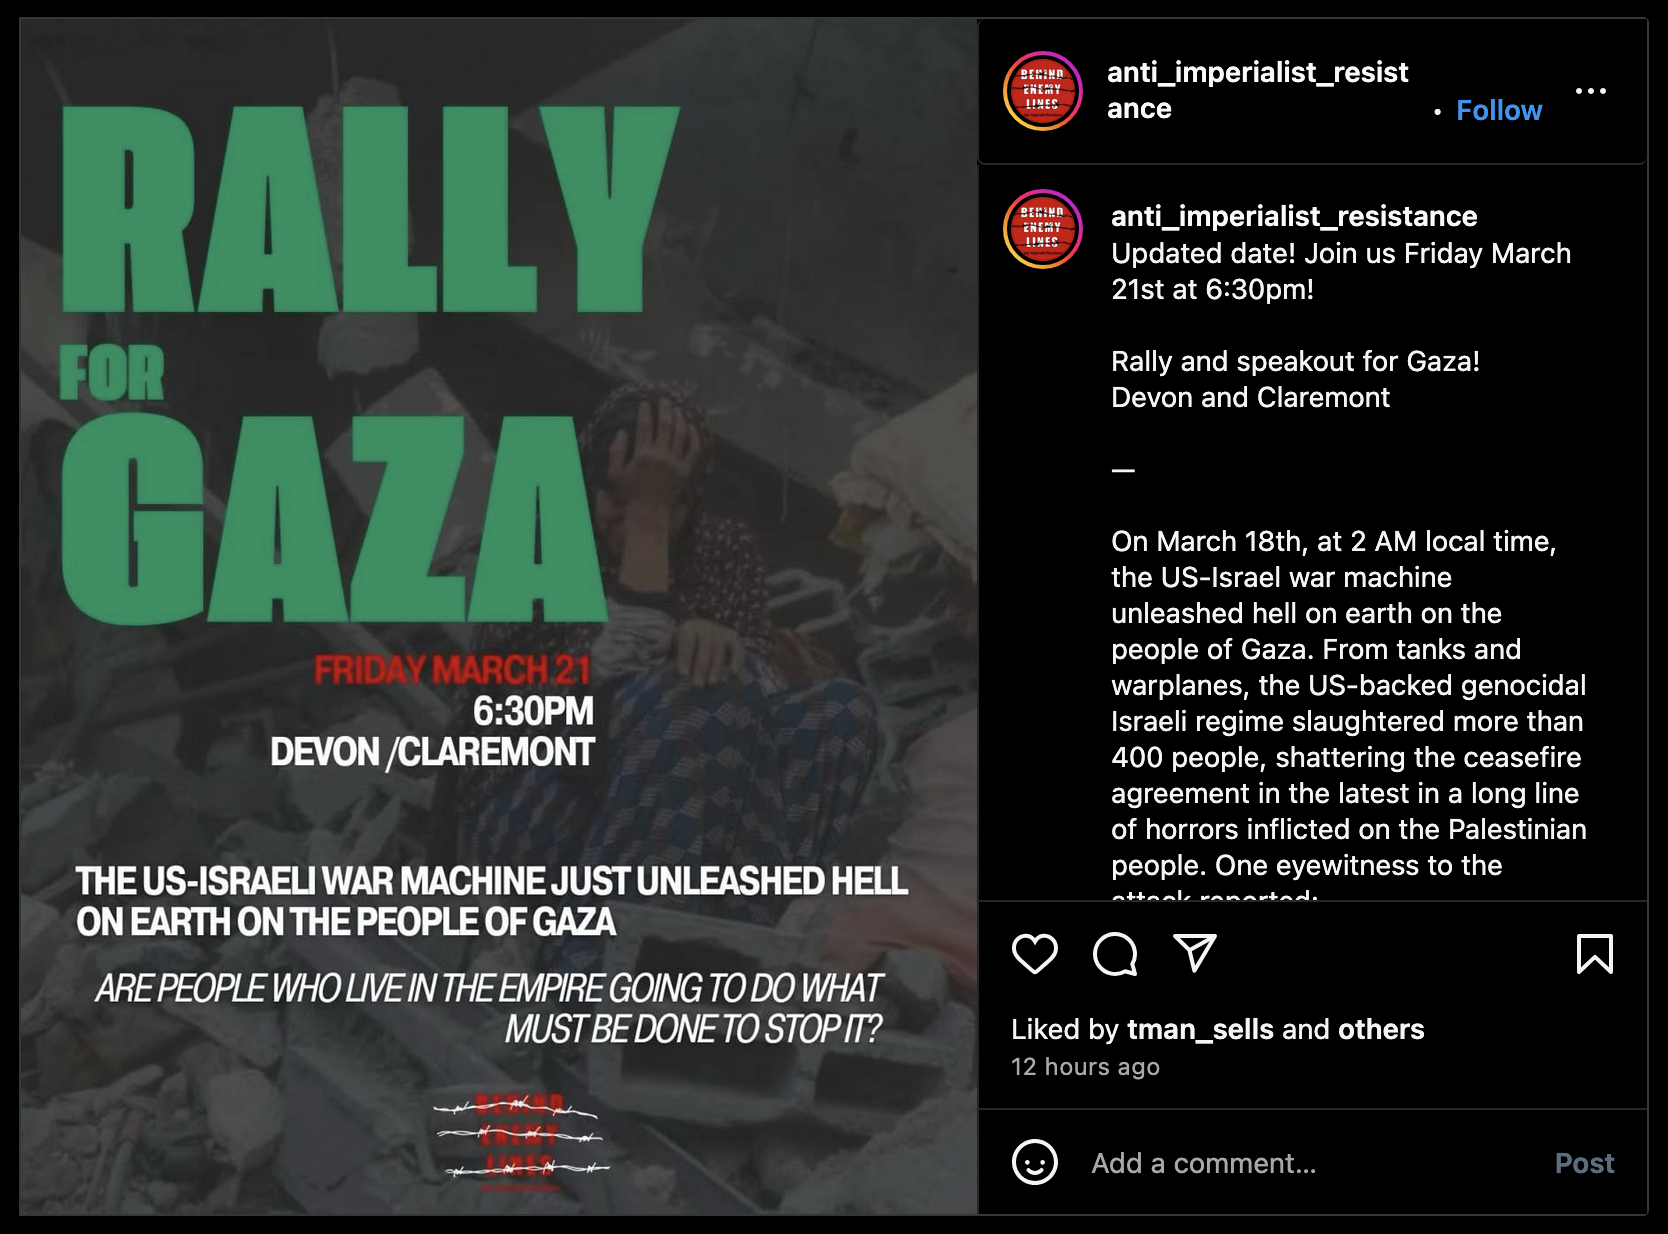 RALLY
FOR
GAZA
FRIDAY MARCH 21
6:30PM
DEVON /CLAREMONT
THE US-ISRAELI WAR MACHINE JUST UNLEASHED HELL
ON EARTH ON THE PEOPLE OF GAZA
ARE PEOPLE WHO LIVE IN THE EMPIRE GOING TO DO WHAT
MUST BE DONE TO STOP IT?
BEHIND
ENEMY
LINES
BEHIND
ENEMY
LINES
anti_imperialist_resist
ance
• Follow
BEHIND
ENEMY
LINES
anti_imperialist_resistance
Updated date! Join us Friday March
21st at 6:30pm!
Rally and speakout for Gaza!
Devon and Claremont
—
On March 18th, at 2 AM local time,
the US-Israel war machine
unleashed hell on earth on the
people of Gaza. From tanks and
warplanes, the US-backed genocidal
Israeli regime slaughtered more than
400 people, shattering the ceasefire
agreement in the latest in a long line
of horrors inflicted on the Palestinian
people. One eyewitness to the
attack reported:
Liked by tman_sells and others
12 hours ago
Add a comment...
Post